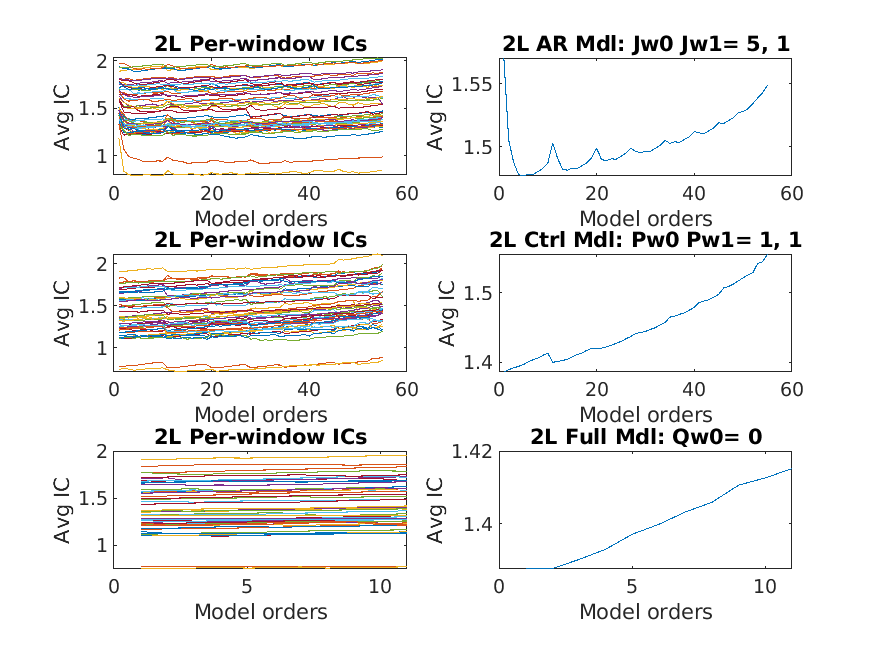 2L Per-window ICs
2
1.5
1
Avg IC
0 20 40 60
Model orders
2L AR Mdl: Jw0 Jw1= 5, 1
1.55
1.5
Avg IC
0 20 40 60
Model orders
2L Per-window ICs
2
1.5
1
Avg IC
0 20 40 60
Model orders
2L Ctrl Mdl: Pw0 Pw1= 1, 1
1.5
1.4
Avg IC
0 20 40 60
Model orders
2L Per-window ICs
2
1.5
1
Avg IC
0 5 10
Model orders
2L Full Mdl: Qw0= 0
1.42
1.4
Avg IC
0 5 10
Model orders